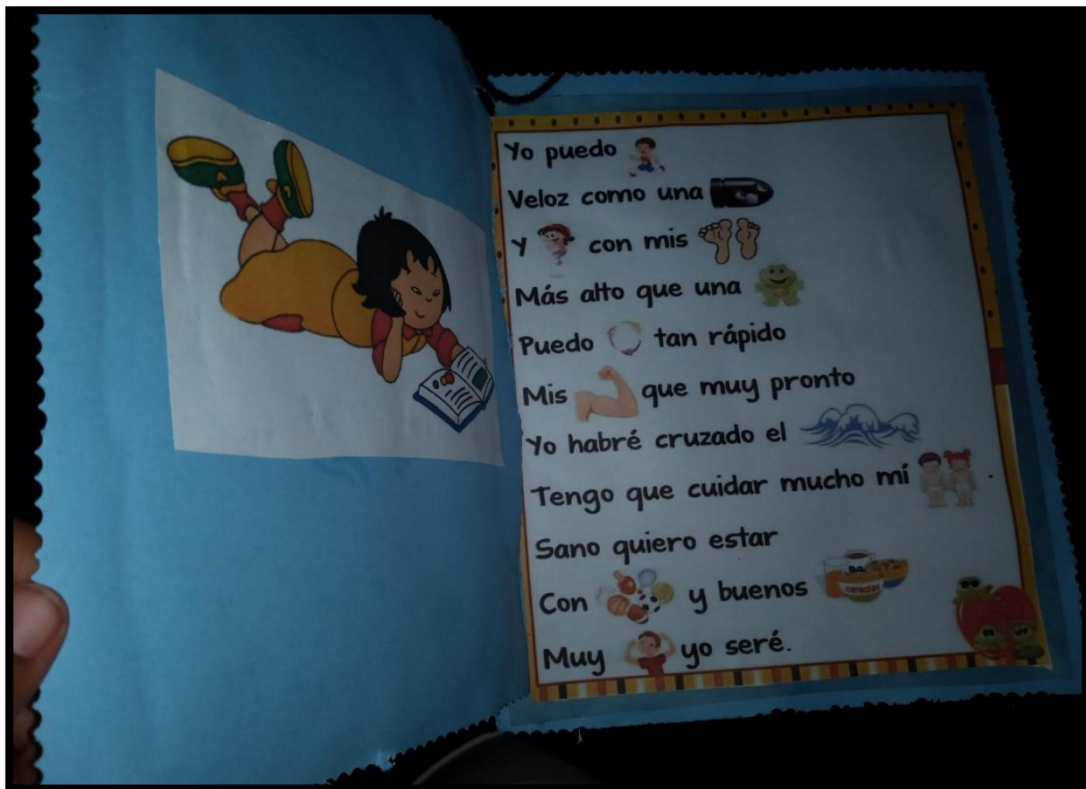 Yo puedo
Veloz como una
Y con mis
Más alto que una
Puedo tan rápido
Mis que muy pronto
Yo habré cruzado el
Tengo que cuidar mucho mí
Sano quiero estar
Con y buenos
Muy yo seré.